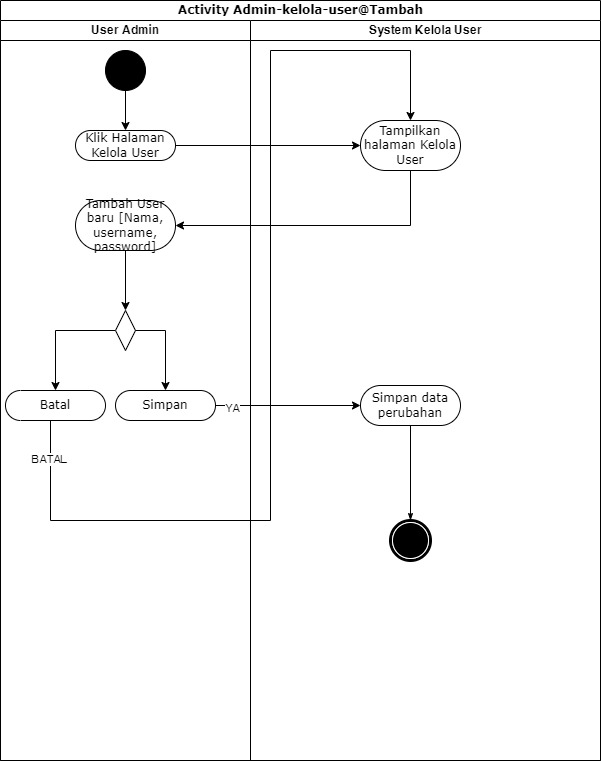 Activity Admin-kelola-user@Tambah
User Admin
System Kelola User
Klik Halaman
Kelola User
Tampilkan
halaman Kelola
User
Tambah User
baru [Nama,
username,
password]
Batal
Simpan
YA
Simpan data
perubahan
BATAL